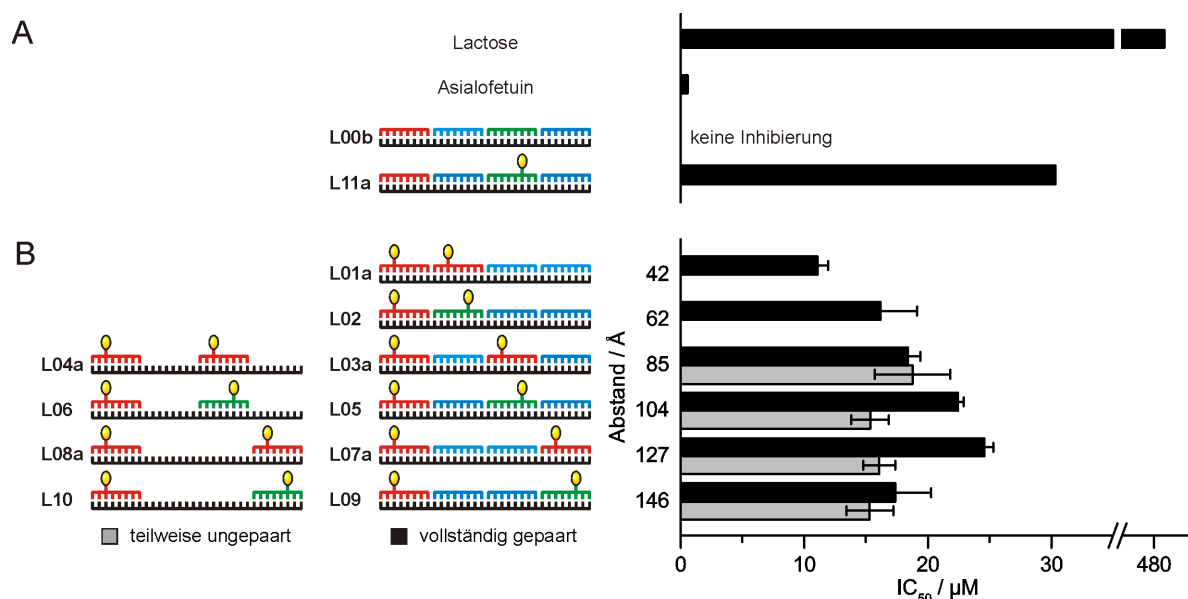 A
Lactose
Asialofetuin
L00b
keine Inhibierung
L11a
B
L01a
42
L02
62
L04a
L03a
85
L06
L05
104
L08a
L07a
127
L10
L09
146
Abstand / Å
teilweise ungepaart
vollständig gepaart
0 10 20 30 480
IC50 / µM